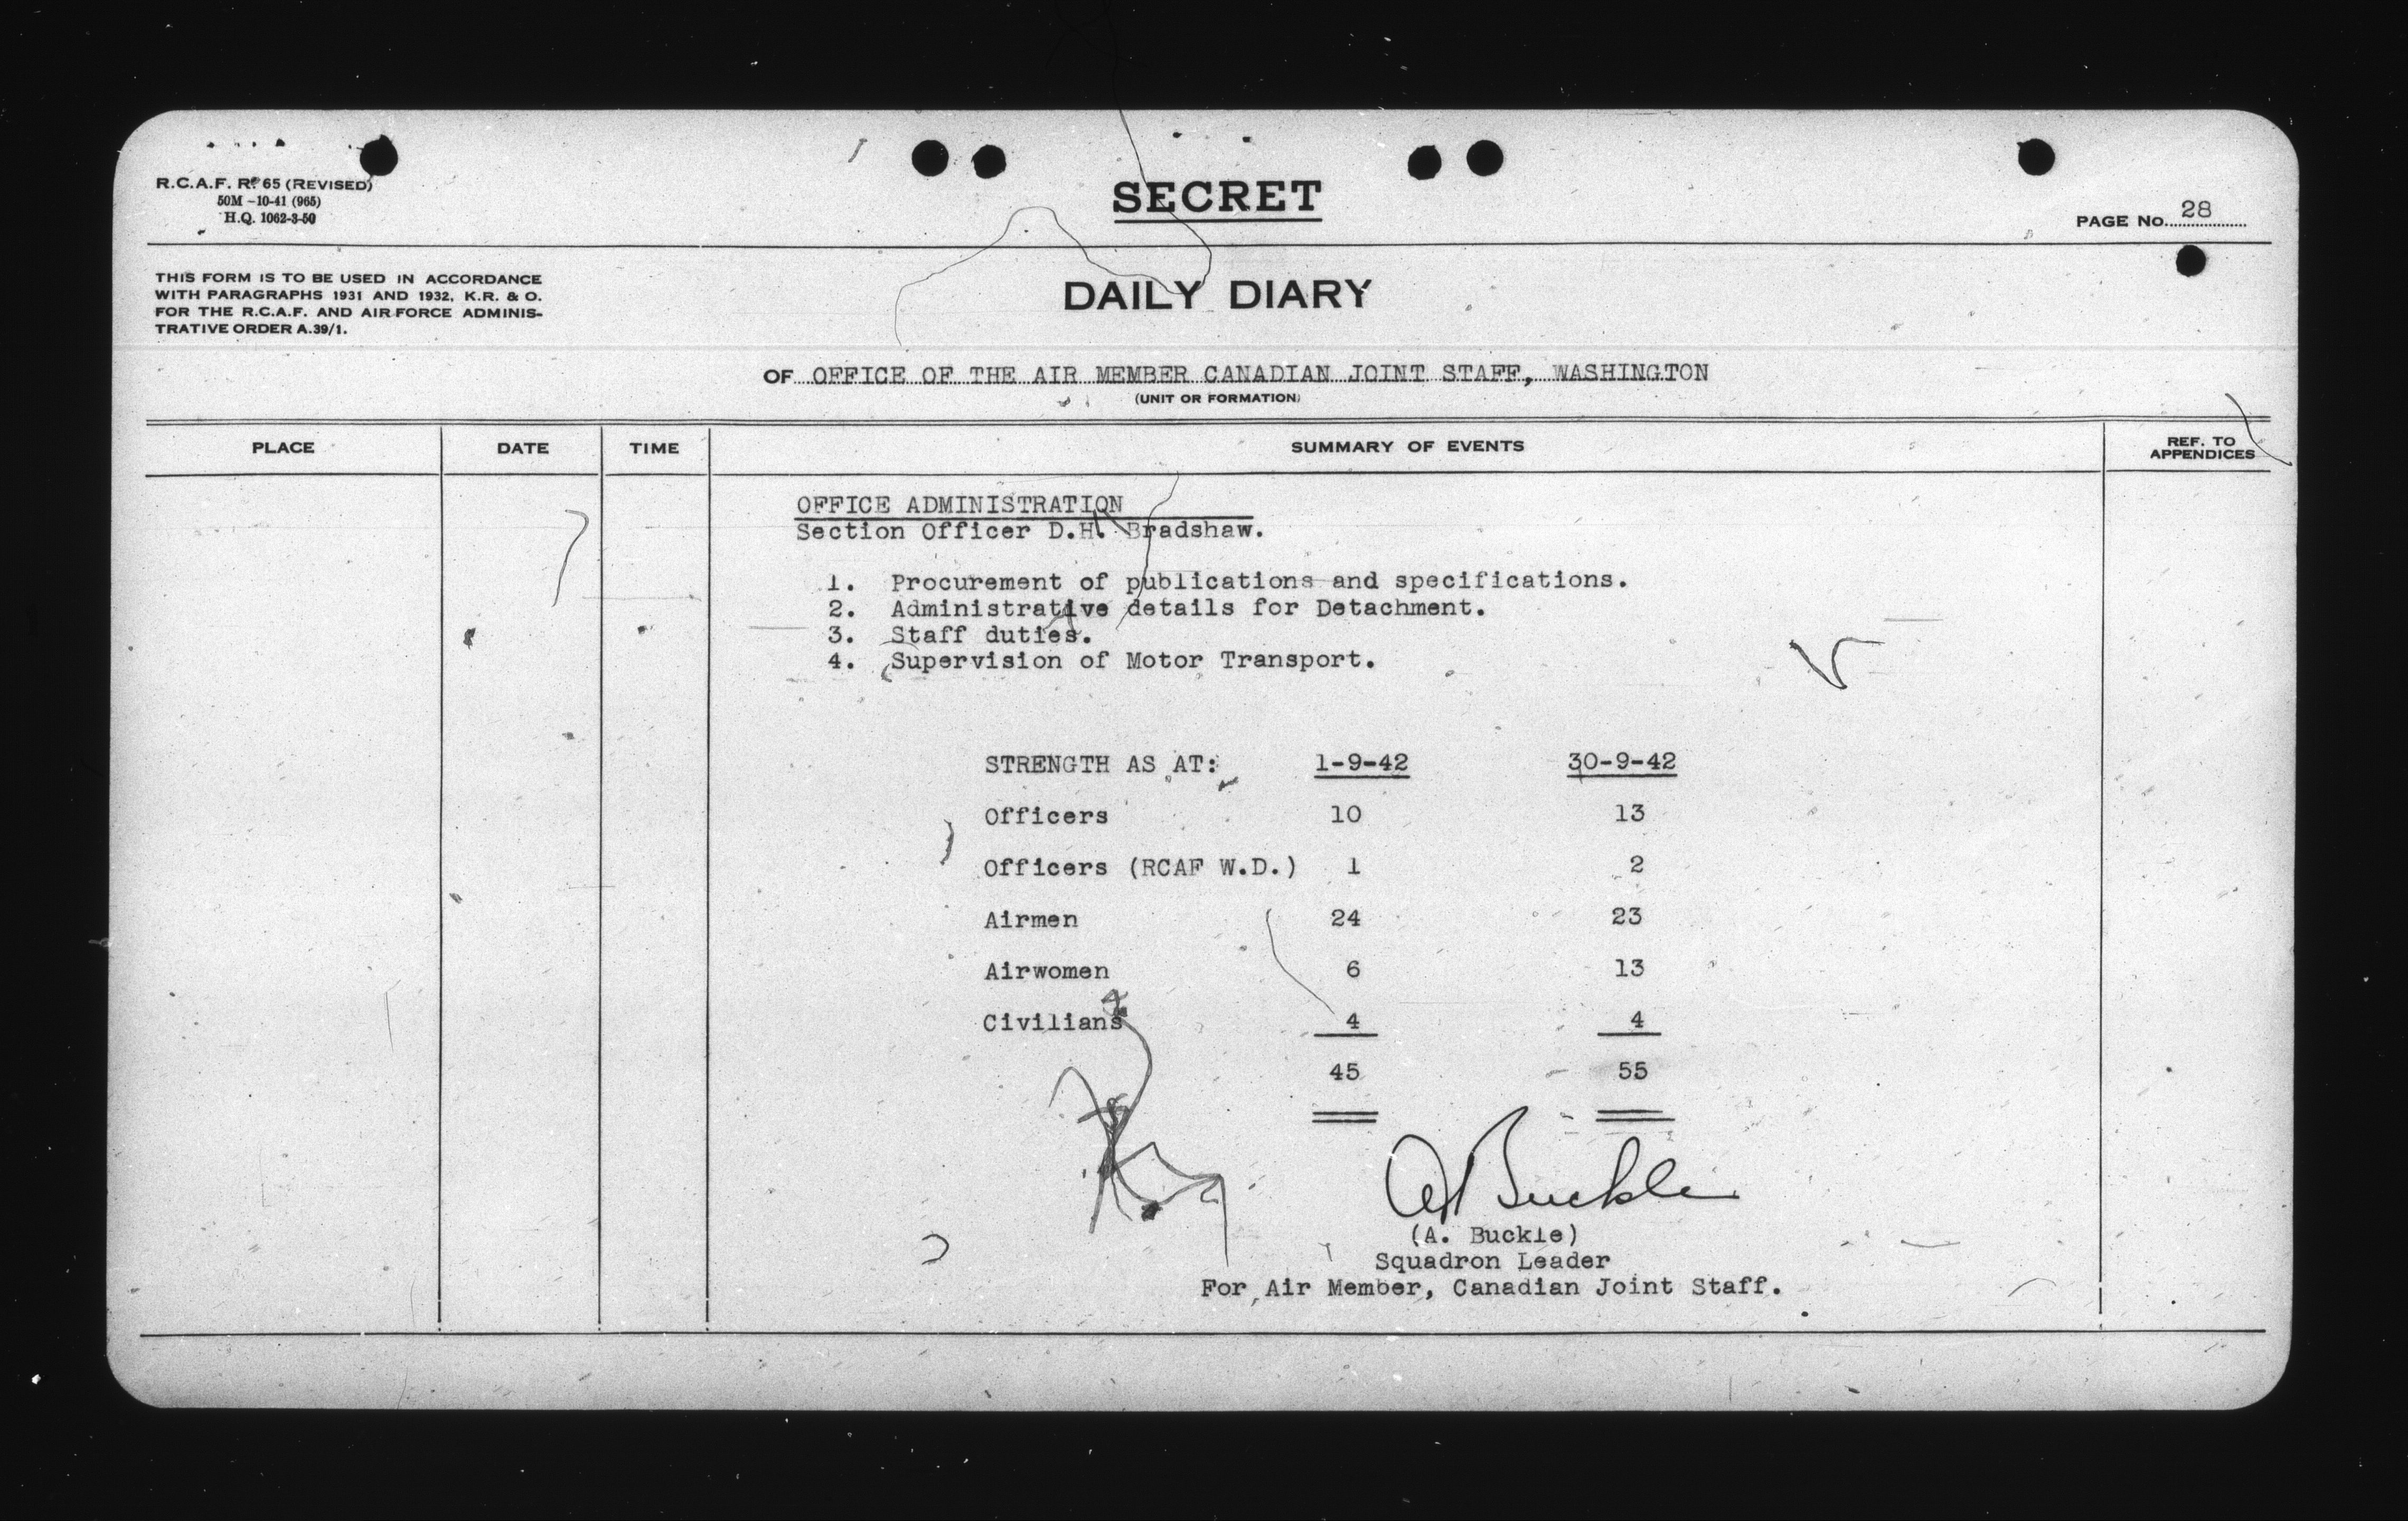 R.C.A.F. R. 65 (REVISED)
50M -10-41 (965)
H.Q. 1062-3-50
SECRET
PAGE No. 28
THIS FORM IS TO BE USED IN ACCORDANCE
WITH PARAGRAPHS 1931 AND 1932, K.R. & O.
FOR THE R.C.A.F. AND AIR FORCE ADMINIS-
TRATIVE ORDER A.39/1.
DAILY DIARY
OF OFFICE OF THE AIR MEMBER CANADIAN JOINT STAFF, WASHINGTON
(UNIT OR FORMATION)
PLACE DATE TIME SUMMARY OF EVENTS REF. TO APPENDICES
OFFICE ADMINISTRATION
Section Officer D.H. Bradshaw.
1. Procurement of publications and specifications.
2. Administrative details for Detachment.
3. Staff duties.
4. Supervision of Motor Transport.
STRENGTH AS AT: 1-9-42 30-9-42
Officers 10 13
Officers (RCAF W.D.) 1 2
Airmen 24 23
Airwomen 6 13
Civilians 4 4
45 55
A Buckle
(A. Buckle)
Squadron Leader
For Air Member, Canadian Joint Staff.